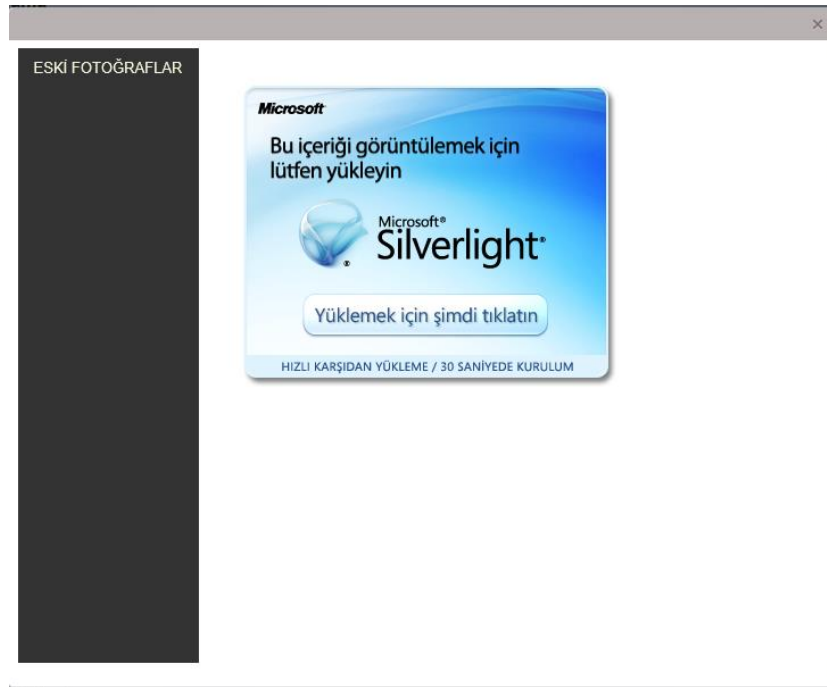 ESKİ FOTOĞRAFLAR
Microsoft
Bu içeriği görüntülemek için
lütfen yükleyin
Microsoft®
Silverlight®
Yüklemek için şimdi tıklatın
HIZLI KARŞIDAN YÜKLEME / 30 SANİYEDE KURULUM